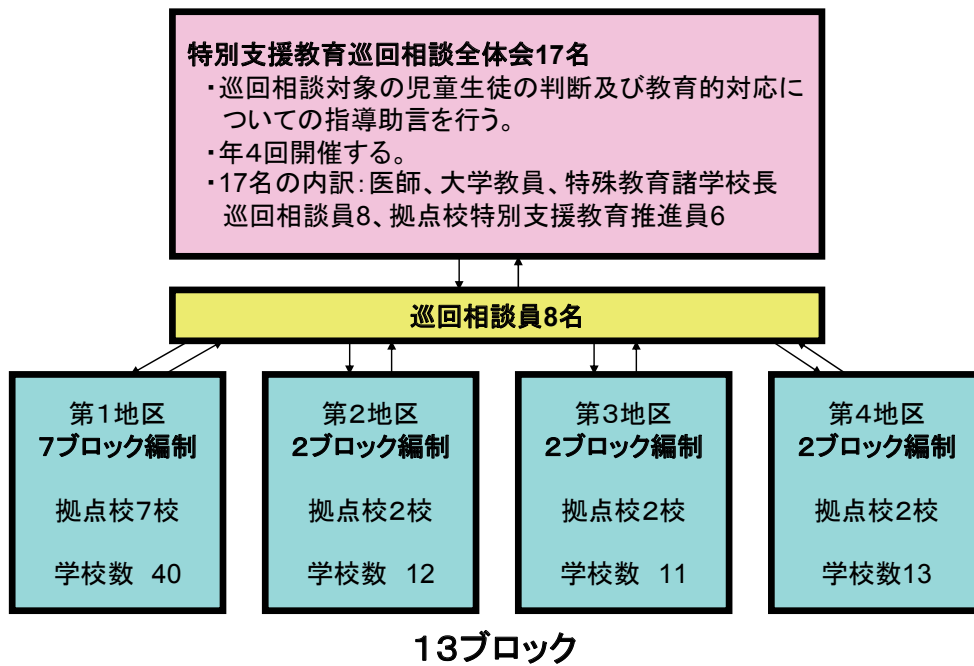 特別支援教育巡回相談全体会17名
・巡回相談対象の児童生徒の判断及び教育的対応に
ついての指導助言を行う。
・年4回開催する。
・17名の内訳：医師、大学教員、特殊教育諸学校長
巡回相談員8、拠点校特別支援教育推進員6
巡回相談員8名
第1地区
7ブロック編制
拠点校7校
学校数 40
第2地区
2ブロック編制
拠点校2校
学校数 12
第3地区
2ブロック編制
拠点校2校
学校数 11
第4地区
2ブロック編制
拠点校2校
学校数13
13ブロック